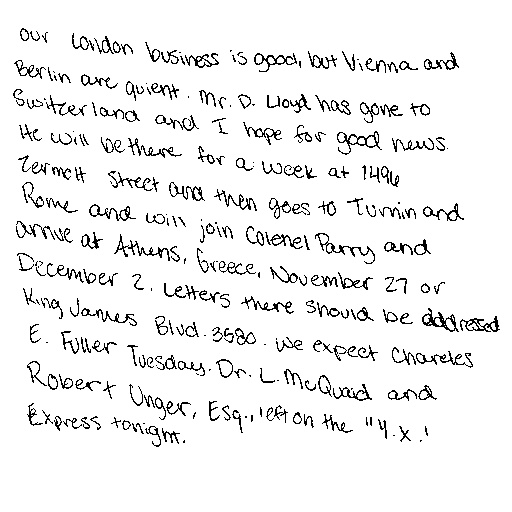 our London business is good, but Vienna and
Berlin are quient. Mr. D. Lloyd has gone to
Switzerland and I hope for good news.
He will be there for a week at 1496
Zermott Street and then goes to Turnin and
Rome and will join Colenel Parry and
arrive at Athens, Greece, November 27 or
December 2. Letters there should be addressed
King James Blvd. 3580. We expect Chareles
E. Fuller Tuesday. Dr. L. McQuaid and
Robert Unger, Esq., left on the "Y.X."
Express tonight.